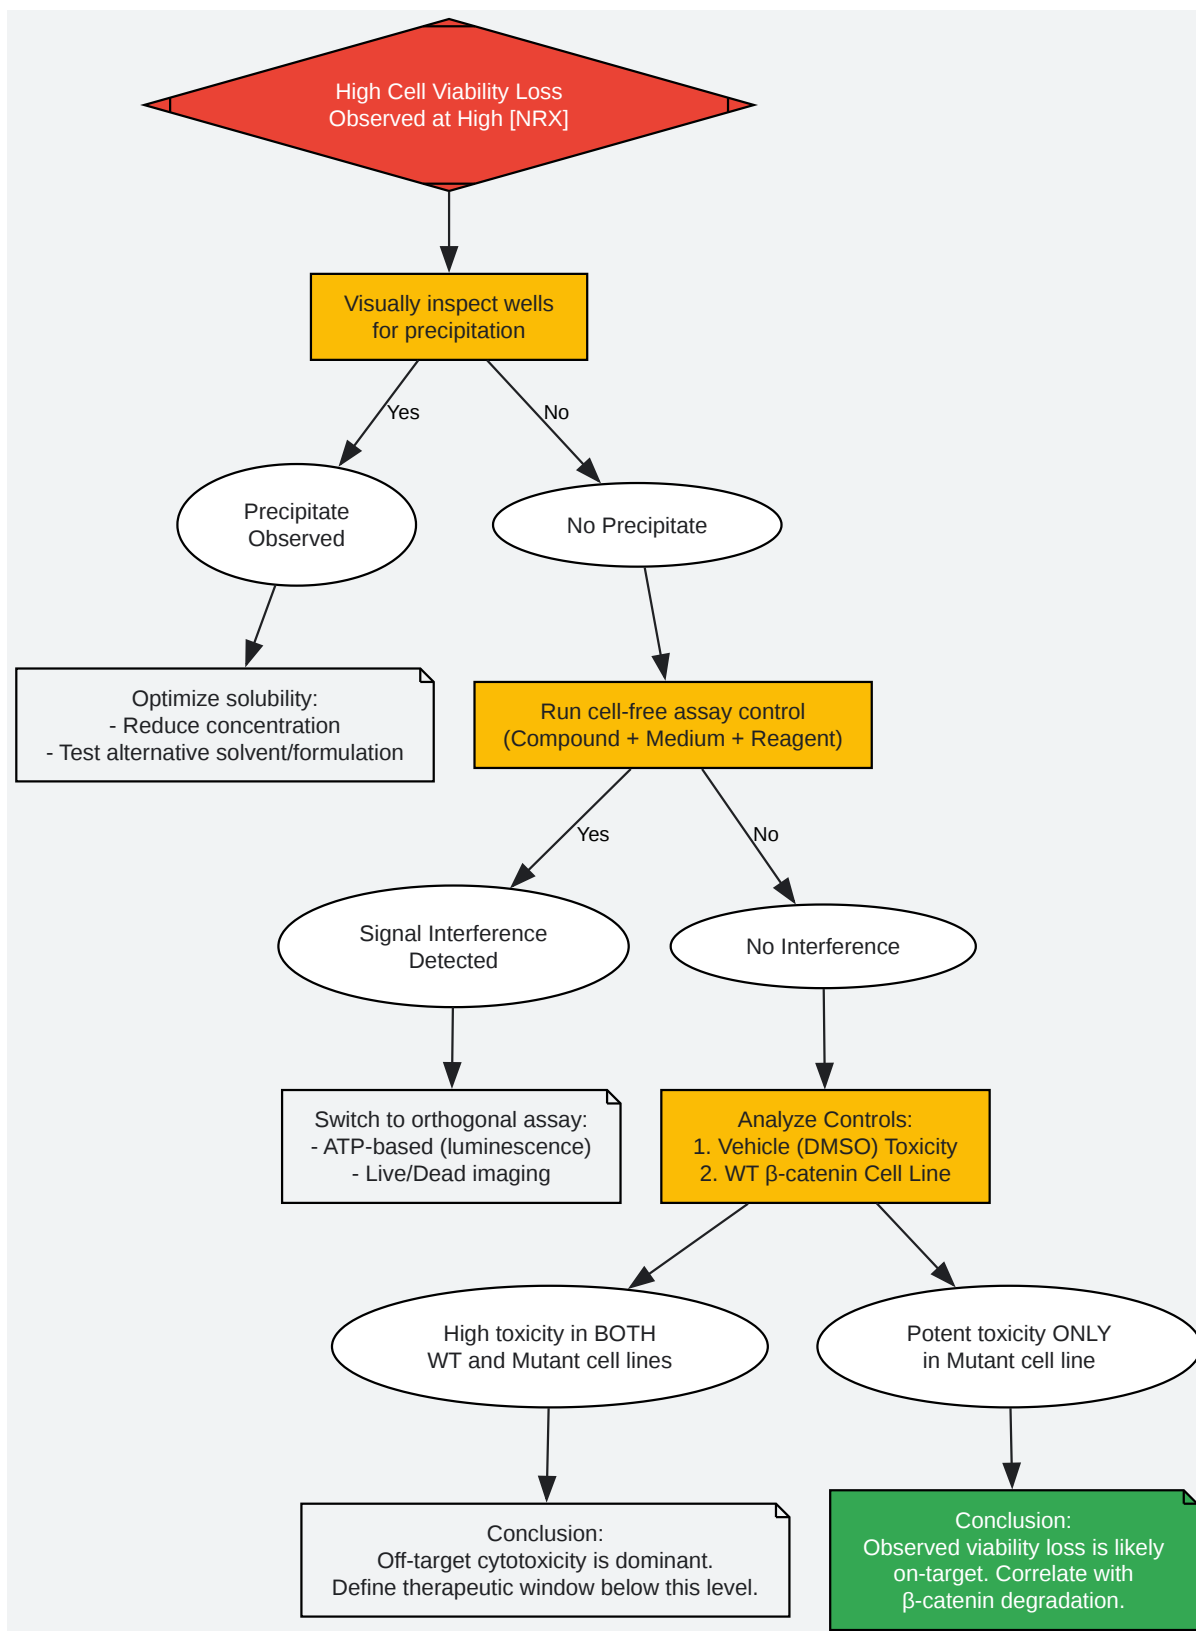 High Cell Viability Loss
Observed at High [NRX]
Visually inspect wells
for precipitation
Yes
No
Precipitate
Observed
No Precipitate
Optimize solubility:
- Reduce concentration
- Test alternative solvent/formulation
Run cell-free assay control
(Compound + Medium + Reagent)
Yes
No
Signal Interference
Detected
No Interference
Switch to orthogonal assay:
- ATP-based (luminescence)
- Live/Dead imaging
Analyze Controls:
1. Vehicle (DMSO) Toxicity
2. WT β-catenin Cell Line
High toxicity in BOTH
WT and Mutant cell lines
Potent toxicity ONLY
in Mutant cell line
Conclusion:
Off-target cytotoxicity is dominant.
Define therapeutic window below this level.
Conclusion:
Observed viability loss is likely
on-target. Correlate with
β-catenin degradation.